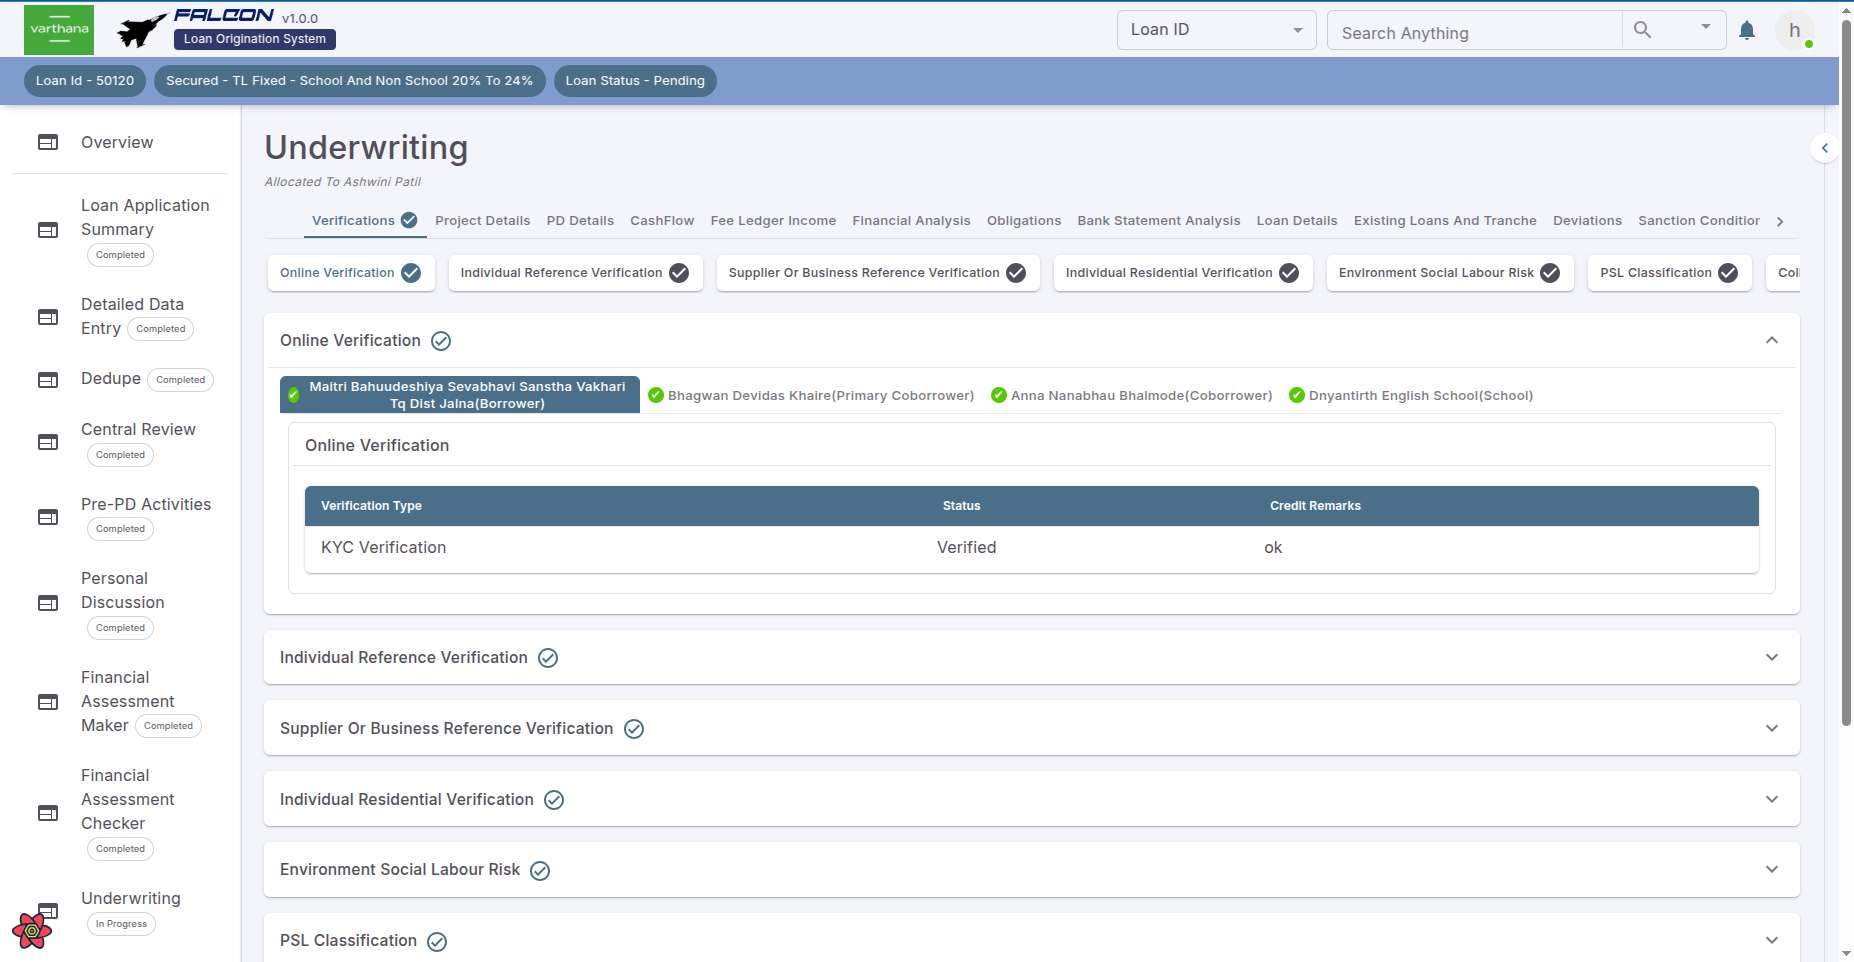 varthana
FALCON v1.0.0
Loan Origination System
Loan ID
Search Anything
h
Loan Id - 50120
Secured - TL Fixed - School And Non School 20% To 24%
Loan Status - Pending
Overview
Loan Application
Summary
Completed
Detailed Data
Entry Completed
Dedupe Completed
Central Review
Completed
Pre-PD Activities
Completed
Personal
Discussion
Completed
Financial
Assessment
Maker Completed
Financial
Assessment
Checker
Completed
Underwriting
In Progress
Underwriting
Allocated To Ashwini Patil
Verifications Project Details PD Details CashFlow Fee Ledger Income Financial Analysis Obligations Bank Statement Analysis Loan Details Existing Loans And Tranche Deviations Sanction Condition
Online Verification Individual Reference Verification Supplier Or Business Reference Verification Individual Residential Verification Environment Social Labour Risk PSL Classification Col
Online Verification
Maitri Bahuudeshiya Sevabhavi Sanstha Vakhari
Tq Dist Jalna(Borrower)
Bhagwan Devidas Khaire(Primary Coborrower) Anna Nanabhau Bhalmode(Coborrower) Dnyantirth English School(School)
Online Verification
Verification Type Status Credit Remarks
KYC Verification Verified ok
Individual Reference Verification
Supplier Or Business Reference Verification
Individual Residential Verification
Environment Social Labour Risk
PSL Classification